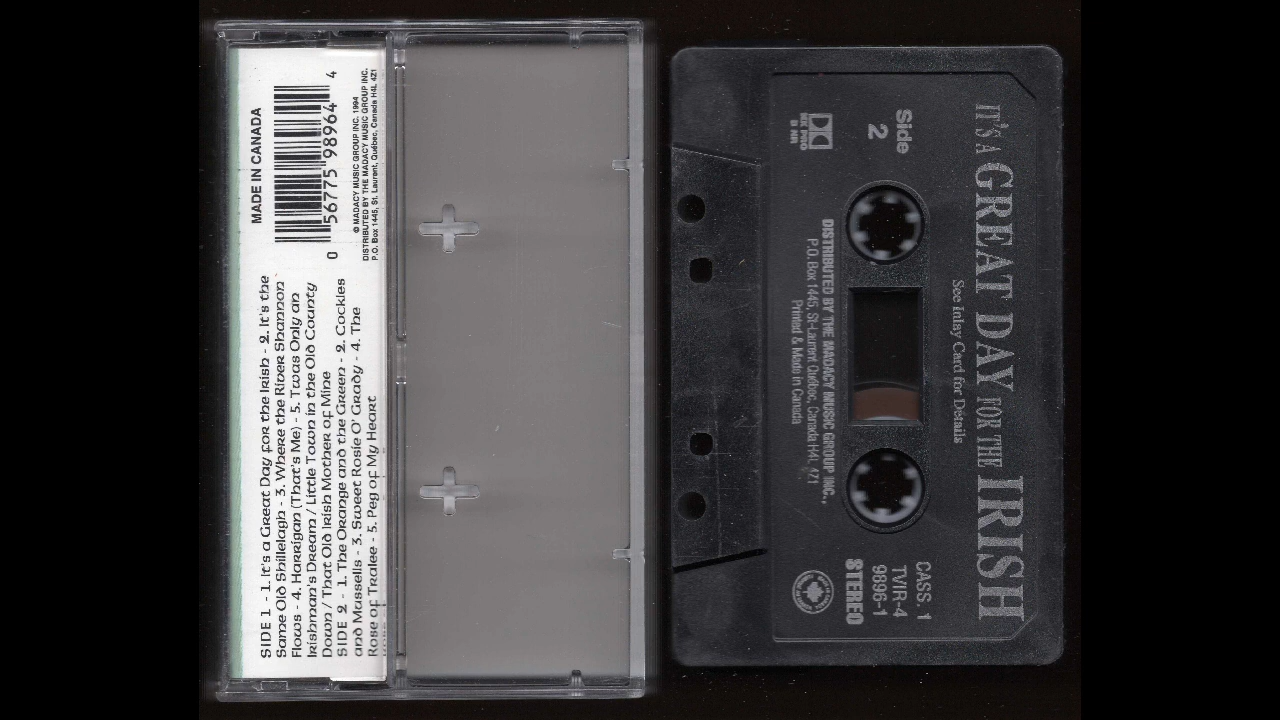 MADE IN CANADA
0 56775 98964 4
℗ MADACY MUSIC GROUP INC. 1994
DISTRIBUTED BY THE MADACY MUSIC GROUP INC.
P.O. Box 1445, St. Laurent, Québec, Canada H4L 4Z1
SIDE 1 - 1. It's a Great Day for the Irish - 2. It's the
Same Old Shillelagh - 3. Where the River Shannon
Flows - 4. Harrigan (That's Me) - 5. Twas Only an
Irishman's Dream / Little Town in the Old County
Down / That Old Irish Mother of Mine
SIDE 2 - 1. The Orange and the Green - 2. Cockles
and Massells - 3. Sweet Rosie O' Grady - 4. The
Rose of Tralee - 5. Peg of My Heart
IT'S A GREAT DAY FOR THE IRISH
See Inlay Card for Details
Side
2
B NR
DISTRIBUTED BY THE MADACY MUSIC GROUP INC.,
P.O. Box 1445, St-Laurent, Québec, Canada H4L 4Z1
Printed & Made in Canada
CASS. 1
TVIR-4
9896-1
STEREO